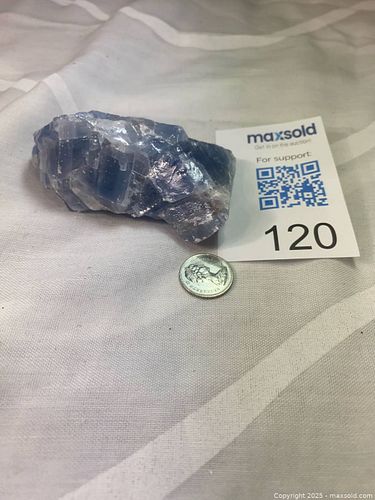 maxsold
Get in on the auction!
For support:
120
Copyright 2025 - maxsold.com